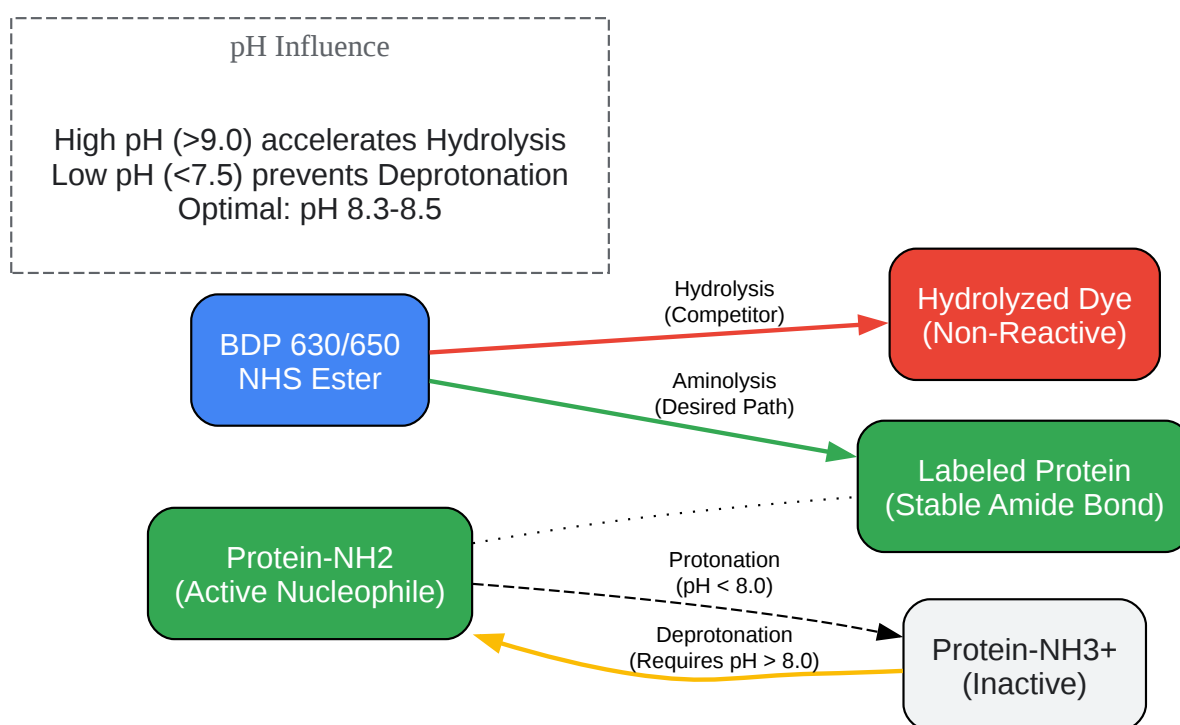 pH Influence
High pH (>9.0) accelerates Hydrolysis
Low pH (<7.5) prevents Deprotonation
Optimal: pH 8.3-8.5
BDP 630/650
NHS Ester
Hydrolysis
(Competitor)
Hydrolyzed Dye
(Non-Reactive)
Aminolysis
(Desired Path)
Labeled Protein
(Stable Amide Bond)
Protein-NH2
(Active Nucleophile)
Protonation
(pH < 8.0)
Deprotonation
(Requires pH > 8.0)
Protein-NH3+
(Inactive)